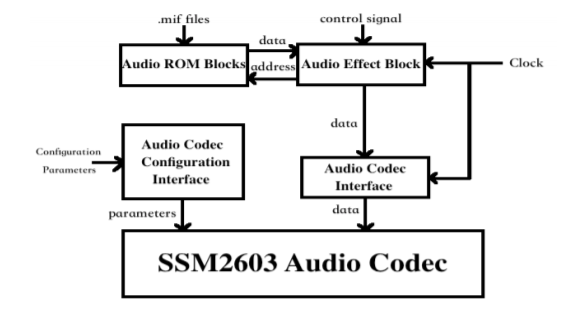 .mif files
control signal
data
Audio ROM Blocks
address
Audio Effect Block
Clock
data
Configuration
Parameters
Audio Codec
Configuration
Interface
Audio Codec
Interface
parameters
data
SSM2603 Audio Codec